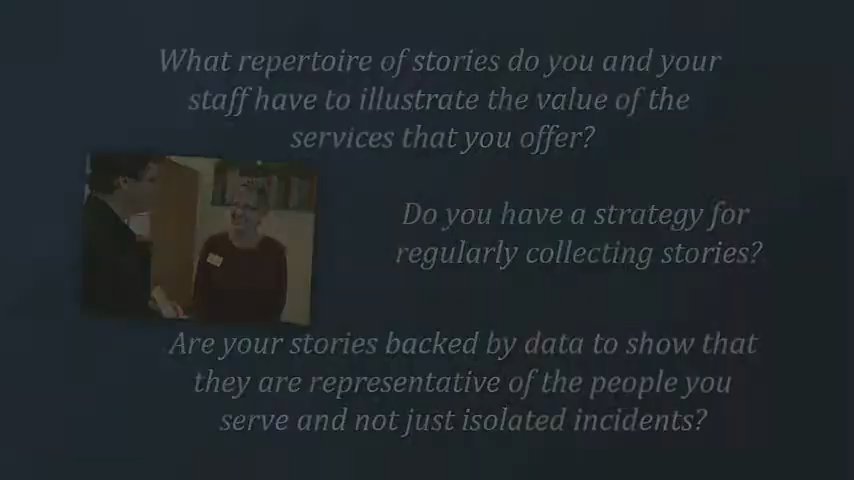 What repertoire of stories do you and your
staff have to illustrate the value of the
services that you offer?
Do you have a strategy for
regularly collecting stories?
Are your stories backed by data to show that
they are representative of the people you
serve and not just isolated incidents?